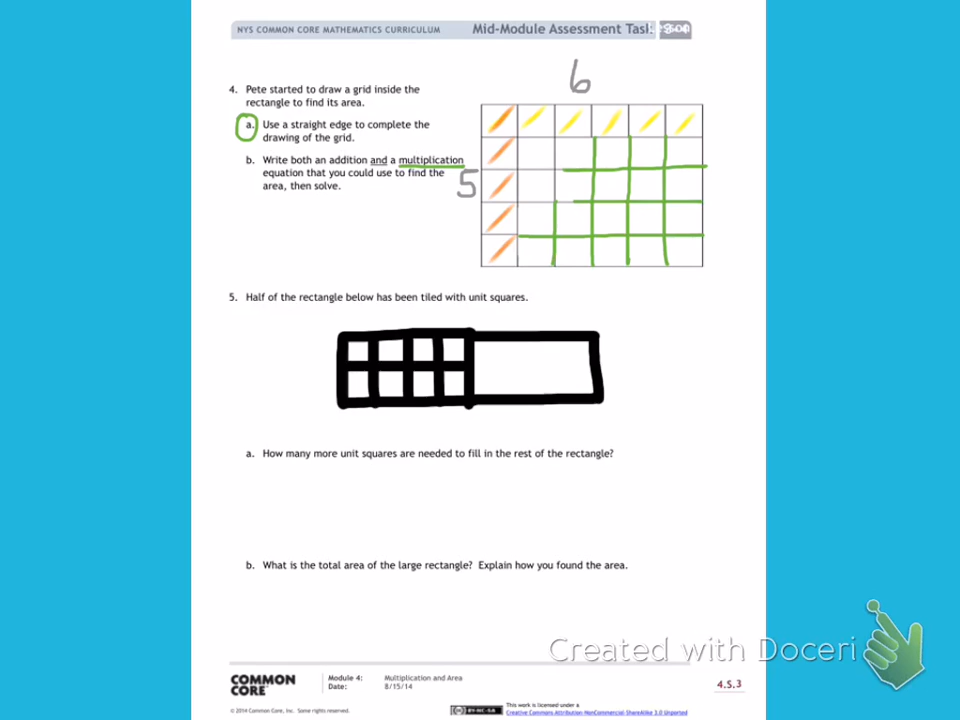 NYS COMMON CORE MATHEMATICS CURRICULUM
Mid-Module Assessment Task
6
4. Pete started to draw a grid inside the
rectangle to find its area.
a. Use a straight edge to complete the
drawing of the grid.
b. Write both an addition and a multiplication
equation that you could use to find the
area, then solve.
5
5. Half of the rectangle below has been tiled with unit squares.
a. How many more unit squares are needed to fill in the rest of the rectangle?
b. What is the total area of the large rectangle? Explain how you found the area.
Created with Doceri
COMMON
CORE
Module 4: Multiplication and Area
Date: 8/15/14
4.S.3
© 2014 Common Core, Inc. Some rights reserved.
This work is licensed under a
Creative Commons Attribution-NonCommercial-ShareAlike 3.0 Unported